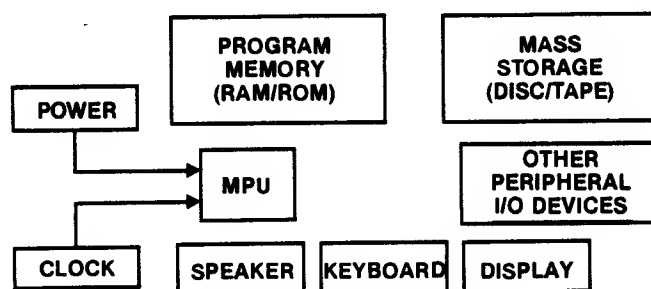 PROGRAM
MEMORY
(RAM/ROM)
MASS
STORAGE
(DISC/TAPE)
POWER
MPU
OTHER
PERIPHERAL
I/O DEVICES
CLOCK
SPEAKER
KEYBOARD
DISPLAY